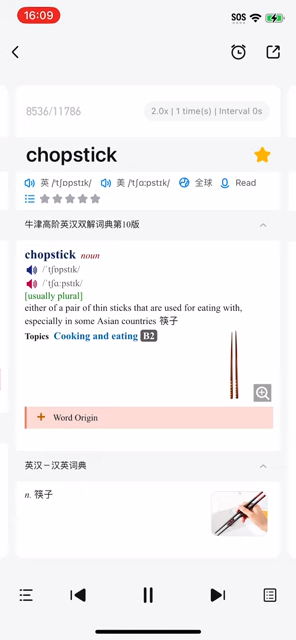 16:09
SOS
8536/11786
2.0x | 1 time(s) | Interval 0s
chopstick
英 /'tʃɒpstɪk/ 美 /'tʃɑːpstɪk/ 全球 Read
牛津高阶英汉双解词典第10版
chopstick noun
/ˈtʃɒpstɪk/
/ˈtʃɑːpstɪk/
[usually plural]
either of a pair of thin sticks that are used for eating with,
especially in some Asian countries 筷子
Topics Cooking and eating B2
+ Word Origin
英汉－汉英词典
n. 筷子